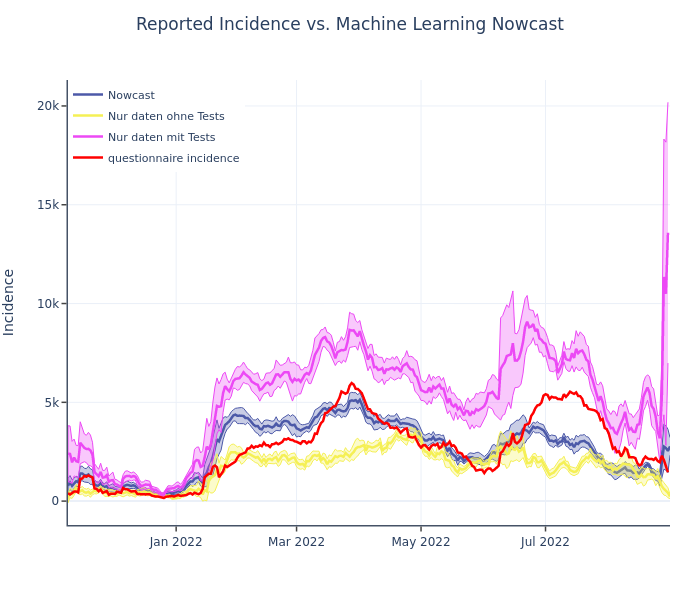 Reported Incidence vs. Machine Learning Nowcast
Nowcast
Nur daten ohne Tests
Nur daten mit Tests
questionnaire incidence
Incidence
20k
15k
10k
5k
0
Jan 2022
Mar 2022
May 2022
Jul 2022